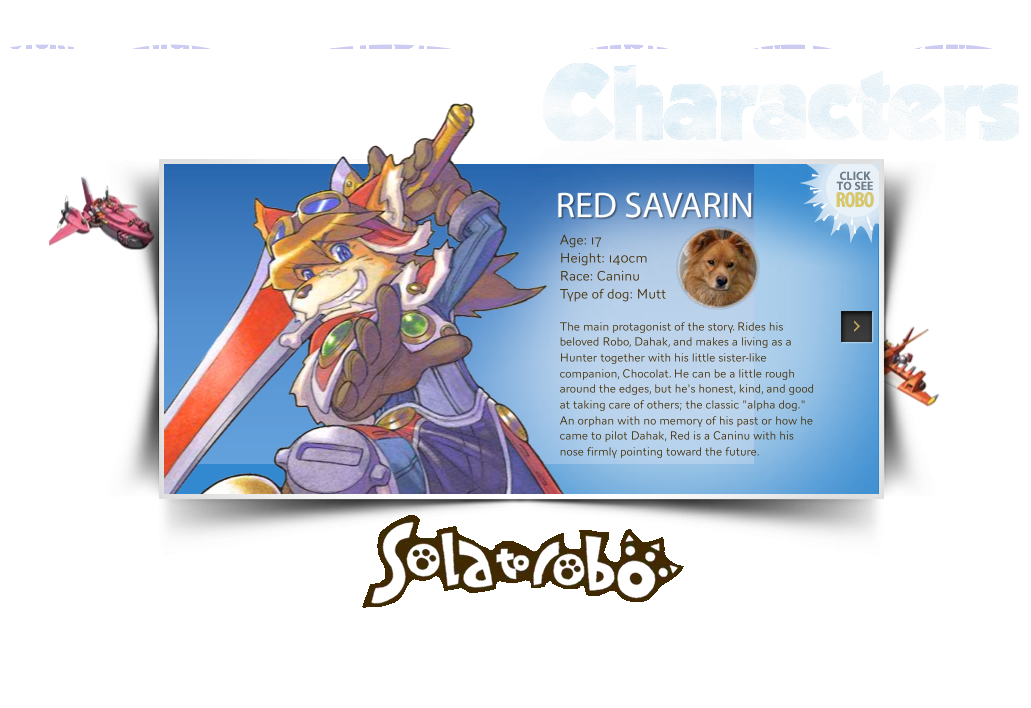 Characters
CLICK
TO SEE
ROBO
RED SAVARIN
Age: 17
Height: 140cm
Race: Caninu
Type of dog: Mutt
The main protagonist of the story. Rides his
beloved Robo, Dahak, and makes a living as a
Hunter together with his little sister-like
companion, Chocolat. He can be a little rough
around the edges, but he's honest, kind, and good
at taking care of others; the classic "alpha dog."
An orphan with no memory of his past or how he
came to pilot Dahak, Red is a Caninu with his
nose firmly pointing toward the future.
Solatorobo